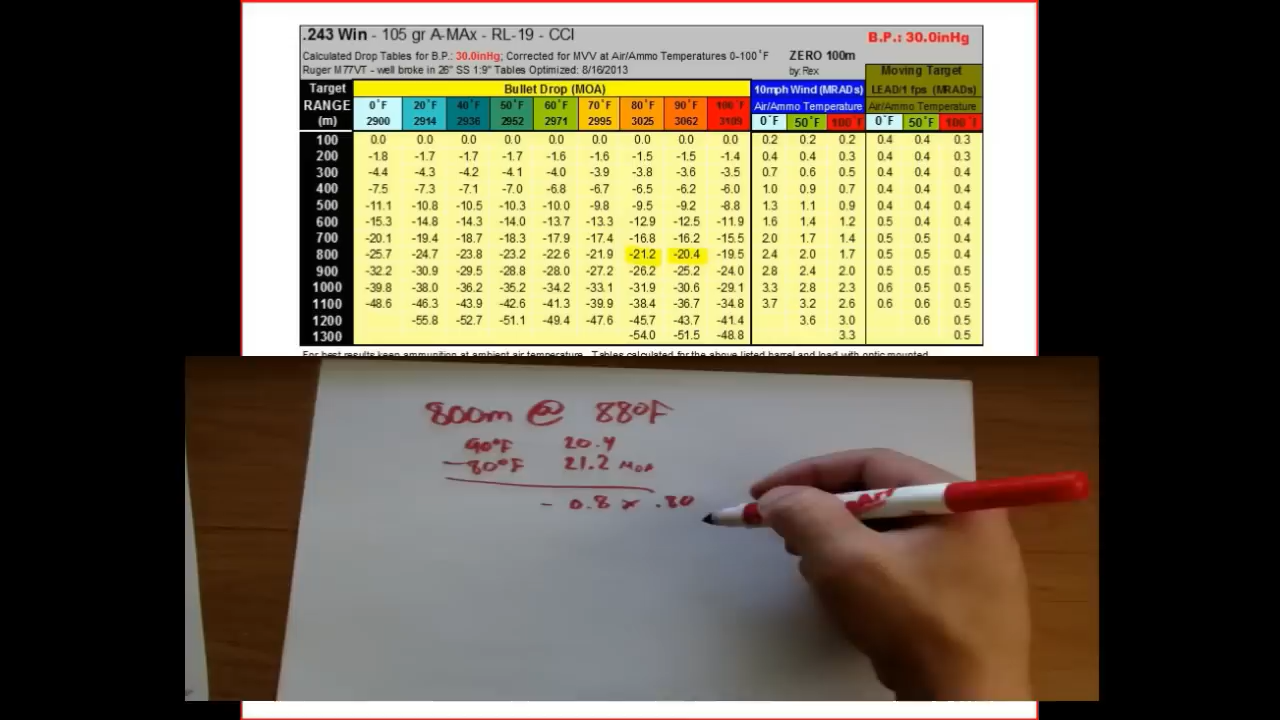 .243 Win - 105 gr A-MAx - RL-19 - CCI B.P.: 30.0inHg
Calculated Drop Tables for B.P.: 30.0inHg; Corrected for MVV at Air/Ammo Temperatures 0-100°F ZERO 100m
Ruger M77VT - well broke in 26" SS 1:9" Tables Optimized: 8/16/2013 by: Rex Moving Target
Target Bullet Drop (MOA) 10mph Wind (MRADs) LEAD/1 fps (MRADs)
RANGE 0°F 20°F 40°F 50°F 60°F 70°F 80°F 90°F 100°F Air/Ammo Temperature Air/Ammo Temperature
(m) 2900 2914 2936 2952 2971 2995 3025 3062 3109 0°F 50°F 100°F 0°F 50°F 100°F
100 0.0 0.0 0.0 0.0 0.0 0.0 0.0 0.0 0.0 0.2 0.2 0.2 0.4 0.4 0.3
200 -1.8 -1.7 -1.7 -1.7 -1.6 -1.6 -1.5 -1.5 -1.4 0.4 0.4 0.3 0.4 0.4 0.3
300 -4.4 -4.3 -4.2 -4.1 -4.0 -3.9 -3.8 -3.6 -3.5 0.7 0.6 0.5 0.4 0.4 0.4
400 -7.5 -7.3 -7.1 -7.0 -6.8 -6.7 -6.5 -6.2 -6.0 1.0 0.9 0.7 0.4 0.4 0.4
500 -11.1 -10.8 -10.5 -10.3 -10.0 -9.8 -9.5 -9.2 -8.8 1.3 1.1 0.9 0.5 0.4 0.4
600 -15.3 -14.8 -14.3 -14.0 -13.7 -13.3 -12.9 -12.5 -11.9 1.6 1.4 1.2 0.5 0.5 0.4
700 -20.1 -19.4 -18.7 -18.3 -17.9 -17.4 -16.8 -16.2 -15.5 2.0 1.7 1.4 0.5 0.5 0.4
800 -25.7 -24.7 -23.8 -23.2 -22.6 -21.9 -21.2 -20.4 -19.5 2.4 2.0 1.7 0.5 0.5 0.4
900 -32.2 -30.9 -29.5 -28.8 -28.0 -27.2 -26.2 -25.2 -24.0 2.8 2.4 2.0 0.6 0.5 0.5
1000 -39.8 -38.0 -36.2 -35.2 -34.2 -33.1 -31.9 -30.6 -29.1 3.3 2.8 2.3 0.6 0.5 0.5
1100 -48.6 -46.3 -43.9 -42.6 -41.3 -39.9 -38.4 -36.7 -34.8 3.7 3.2 2.6 0.6 0.6 0.5
1200 -55.8 -52.7 -51.1 -49.4 -47.6 -45.7 -43.7 -41.4 3.6 3.0 0.6 0.5
1300 -54.0 -51.5 -48.8 3.3 0.5
For best results keep ammunition at ambient air temperature. Tables calculated for the above listed barrel and load with optic mounted.
800m @ 88°F
90°F 20.4
-80°F 21.2 MOA
- 0.8 x .80